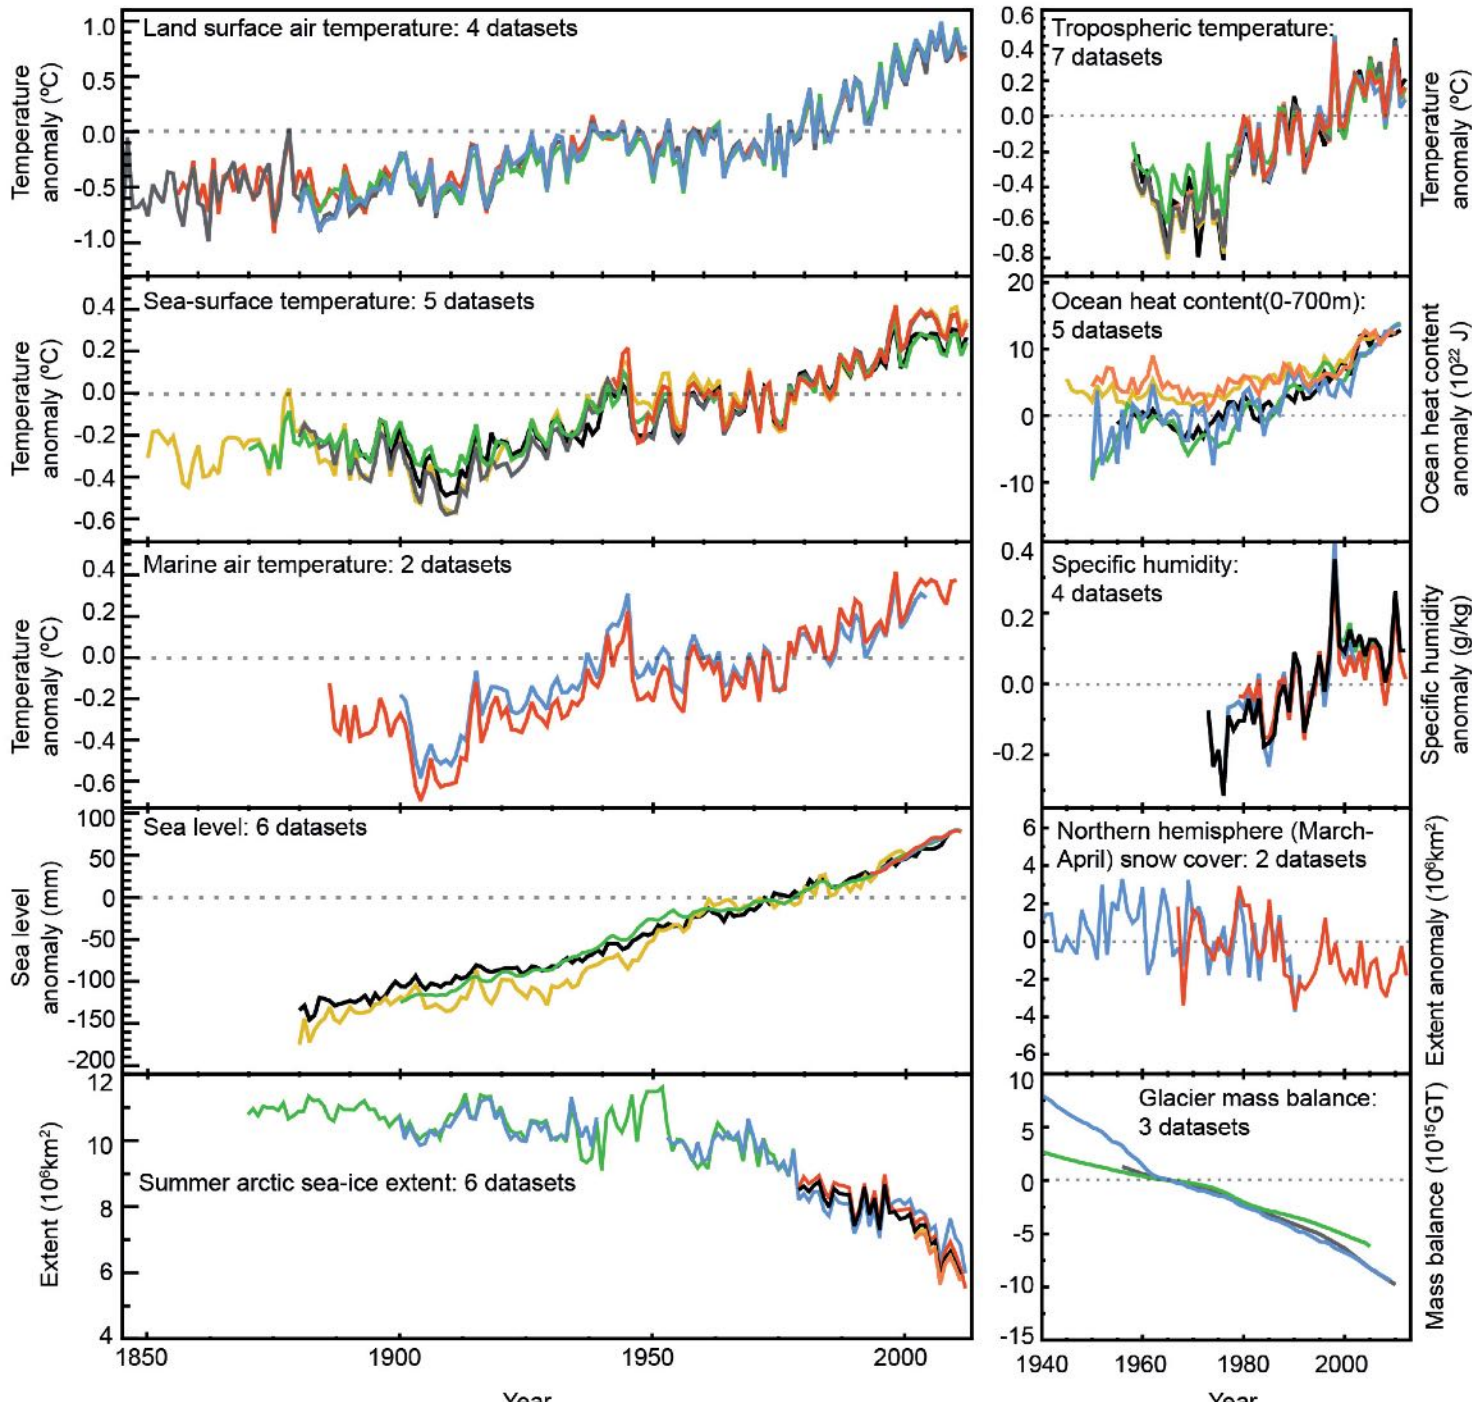 Land surface air temperature: 4 datasets
Temperature
anomaly (ºC)
1.0
0.5
0.0
-0.5
-1.0
Sea-surface temperature: 5 datasets
Temperature
anomaly (ºC)
0.4
0.2
0.0
-0.2
-0.4
-0.6
Marine air temperature: 2 datasets
Temperature
anomaly (ºC)
0.4
0.2
0.0
-0.2
-0.4
-0.6
Sea level: 6 datasets
Sea level
anomaly (mm)
100
50
0
-50
-100
-150
-200
Summer arctic sea-ice extent: 6 datasets
Extent (10⁶km²)
12
10
8
6
4
1850 1900 1950 2000
Year
Tropospheric temperature:
7 datasets
Temperature
anomaly (ºC)
0.6
0.4
0.2
0.0
-0.2
-0.4
-0.6
-0.8
Ocean heat content(0-700m):
5 datasets
Ocean heat content
anomaly (10²² J)
20
10
0
-10
Specific humidity:
4 datasets
Specific humidity
anomaly (g/kg)
0.4
0.2
0.0
-0.2
Northern hemisphere (March-
April) snow cover: 2 datasets
Extent anomaly (10⁶km²)
6
4
2
0
-2
-4
-6
Glacier mass balance:
3 datasets
Mass balance (10¹⁵GT)
10
5
0
-5
-10
-15
1940 1960 1980 2000
Year